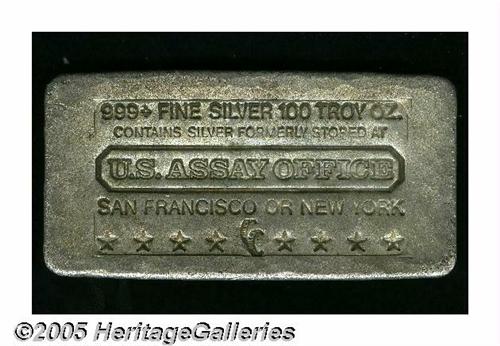 999+ FINE SILVER 100 TROY OZ.
CONTAINS SILVER FORMERLY STORED AT
U.S. ASSAY OFFICE
SAN FRANCISCO OR NEW YORK
©2005 HeritageGalleries